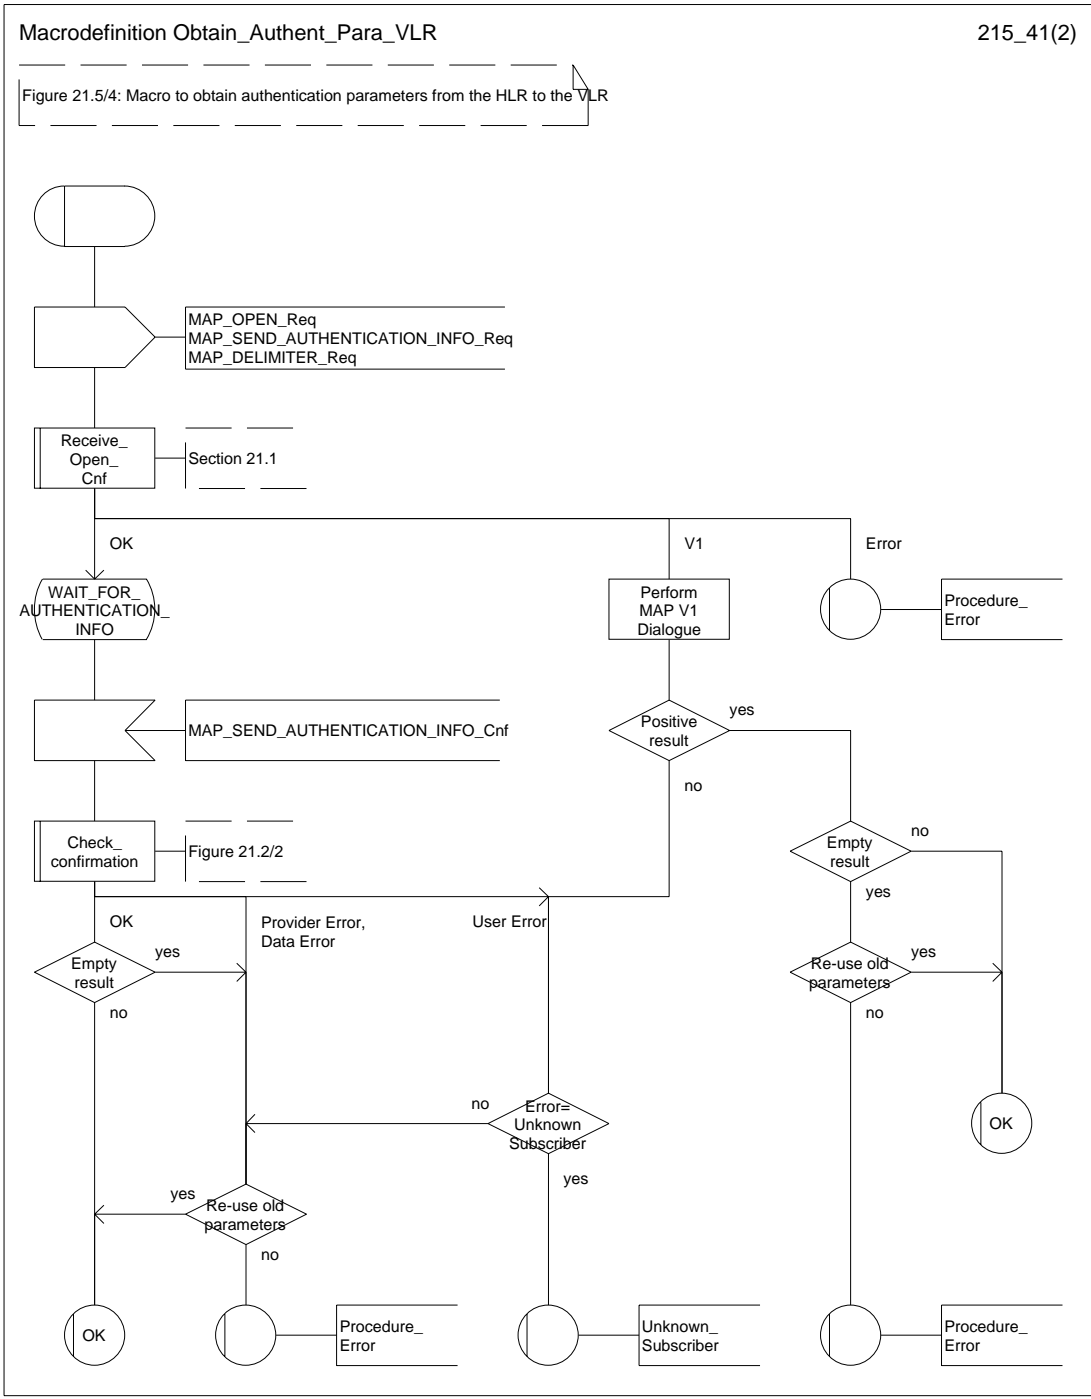 Macrodefinition Obtain_Authent_Para_VLR
215_41(2)
Figure 21.5/4: Macro to obtain authentication parameters from the HLR to the VLR
MAP_OPEN_Req
MAP_SEND_AUTHENTICATION_INFO_Req
MAP_DELIMITER_Req
Receive_
Open_
Cnf
Section 21.1
OK
V1
Error
WAIT_FOR_
AUTHENTICATION_
INFO
Perform
MAP V1
Dialogue
Procedure_
Error
MAP_SEND_AUTHENTICATION_INFO_Cnf
Positive
result
yes
no
Check_
confirmation
Figure 21.2/2
Empty
result
no
yes
OK
Provider Error,
Data Error
User Error
Empty
result
yes
no
Re-use old
parameters
yes
no
Error=
Unknown
Subscriber
no
yes
OK
Re-use old
parameters
yes
no
OK
Procedure_
Error
Unknown_
Subscriber
Procedure_
Error